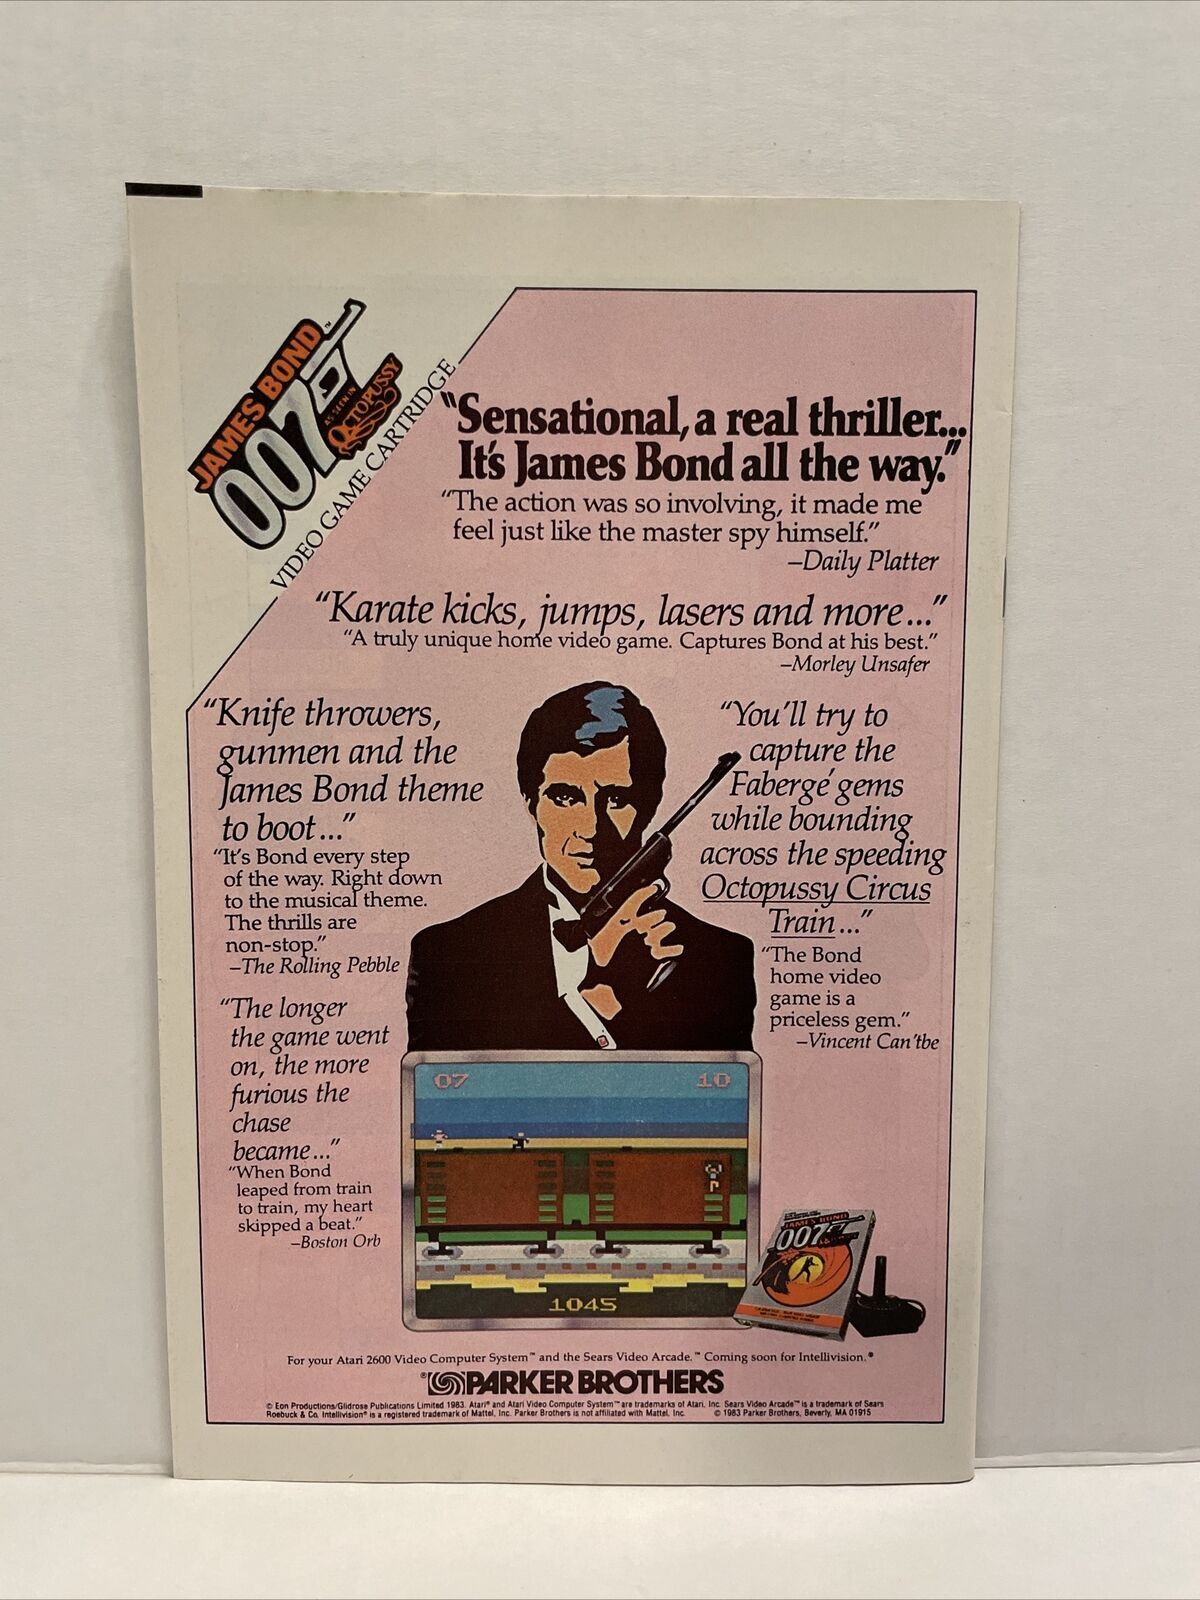 JAMES BOND™
007
AS SEEN IN
OCTOPUSSY
VIDEO GAME CARTRIDGE
“Sensational, a real thriller...
It's James Bond all the way.”
“The action was so involving, it made me
feel just like the master spy himself.”
–Daily Platter
“Karate kicks, jumps, lasers and more...”
“A truly unique home video game. Captures Bond at his best.”
–Morley Unsafer
“Knife throwers,
gunmen and the
James Bond theme
to boot...”
“It's Bond every step
of the way. Right down
to the musical theme.
The thrills are
non-stop.”
–The Rolling Pebble
“The longer
the game went
on, the more
furious the
chase
became...”
“When Bond
leaped from train
to train, my heart
skipped a beat.”
–Boston Orb
“You'll try to
capture the
Fabergé gems
while bounding
across the speeding
Octopussy Circus
Train...”
“The Bond
home video
game is a
priceless gem.”
–Vincent Can'tbe
07 10
1045
JAMES BOND
007
For your Atari 2600 Video Computer System™ and the Sears Video Arcade.™ Coming soon for Intellivision.®
®PARKER BROTHERS
© Eon Productions/Glidrose Publications Limited 1983. Atari® and Atari Video Computer System™ are trademarks of Atari, Inc. Sears Video Arcade™ is a trademark of Sears
Roebuck & Co. Intellivision® is a registered trademark of Mattel, Inc. Parker Brothers is not affiliated with Mattel, Inc. © 1983 Parker Brothers, Beverly, MA 01915